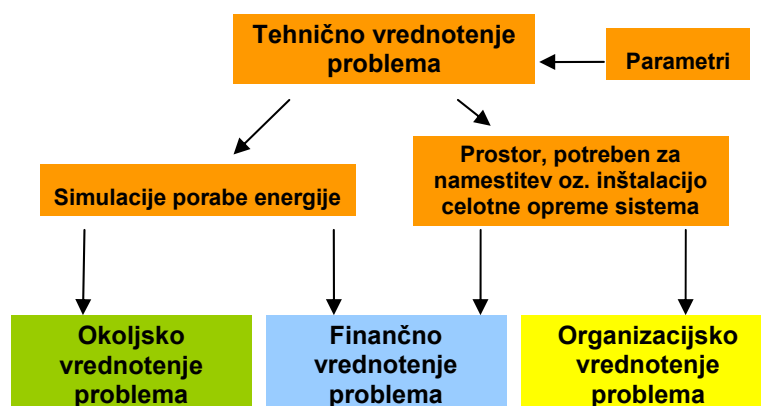 Tehnično vrednotenje
problema
Parametri
Simulacije porabe energije
Prostor, potreben za
namestitev oz. inštalacijo
celotne opreme sistema
Okoljsko
vrednotenje
problema
Finančno
vrednotenje
problema
Organizacijsko
vrednotenje
problema